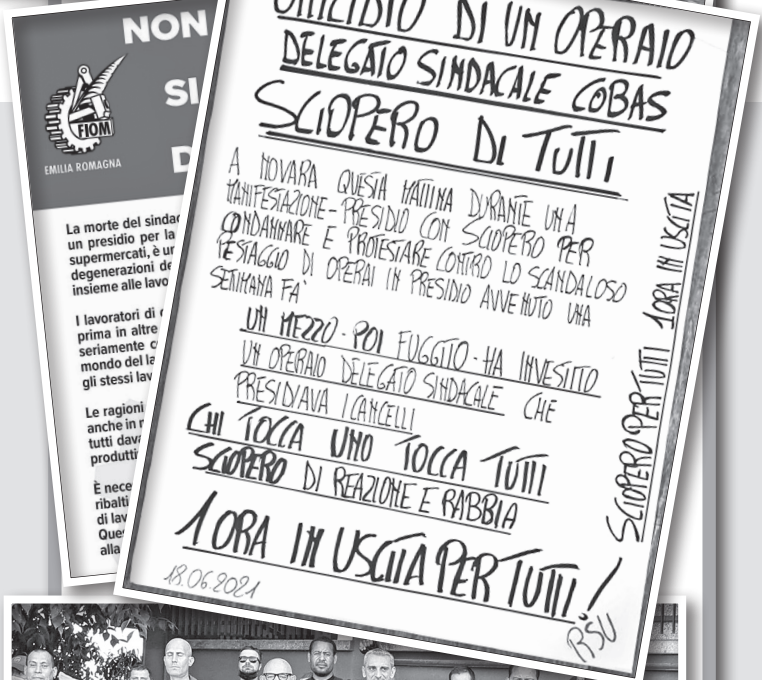 NON
SI
D
FIOM
EMILIA ROMAGNA
La morte del sindac
un presidio per la
supermercati, è un
degenerazioni de
insieme alle lavo
I lavoratori di
prima in altre
seriamente c
mondo del la
gli stessi lav
Le ragioni
anche in
tutti dava
produtti
È nece
ribalti
di lav
Ques
alla
OMICIDIO DI UN OPERAIO
DELEGATO SINDACALE COBAS
SCIOPERO DI TUTTI
A NOVARA QUESTA MATTINA DURANTE UNA
MANIFESTAZIONE-PRESIDIO CON SCIOPERO PER
CONDANNARE E PROTESTARE CONTRO LO SCANDALOSO
PESTAGGIO DI OPERAI IN PRESIDIO AVVENUTO UNA
SETTIMANA FA'
UN MEZZO - POI FUGGITO - HA INVESTITO
UN OPERAIO DELEGATO SINDACALE CHE
PRESIDIAVA I CANCELLI
CHI TOCCA UNO TOCCA TUTTI
SCIOPERO DI REAZIONE E RABBIA
1 ORA IN USCITA PER TUTTI!
18.06.2021
RSU
SCIOPERO PER TUTTI 1 ORA IN USCITA